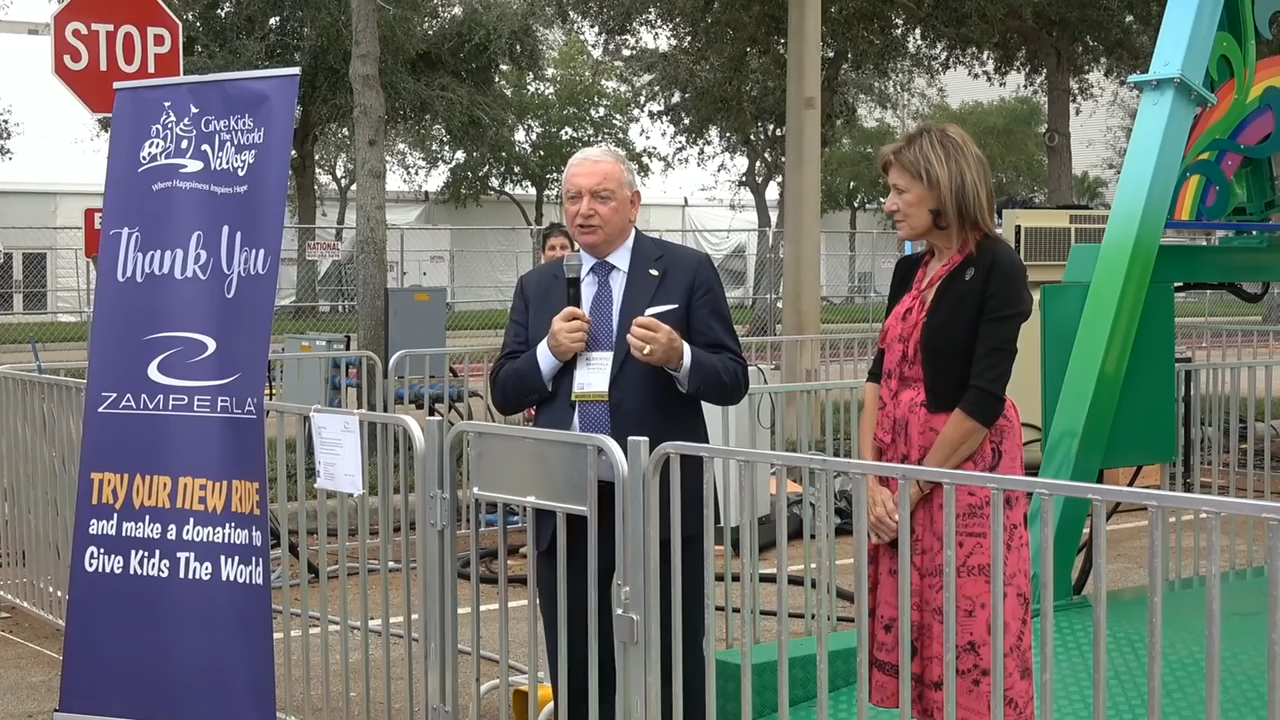 STOP
Give Kids
The World
Village
Where Happiness Inspires Hope
Thank You
ZAMPERLA
TRY OUR NEW RIDE
and make a donation to
Give Kids The World
NATIONAL
ALBERTO
ZAMPERLA